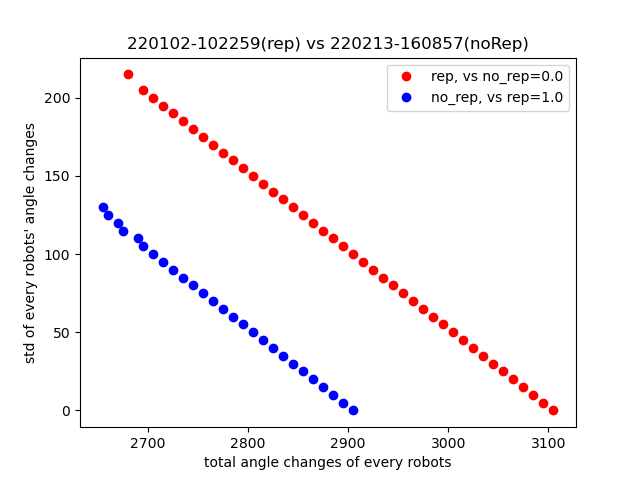 220102-102259(rep) vs 220213-160857(noRep)
rep, vs no_rep=0.0
no_rep, vs rep=1.0
std of every robots' angle changes
200
150
100
50
0
2700 2800 2900 3000 3100
total angle changes of every robots